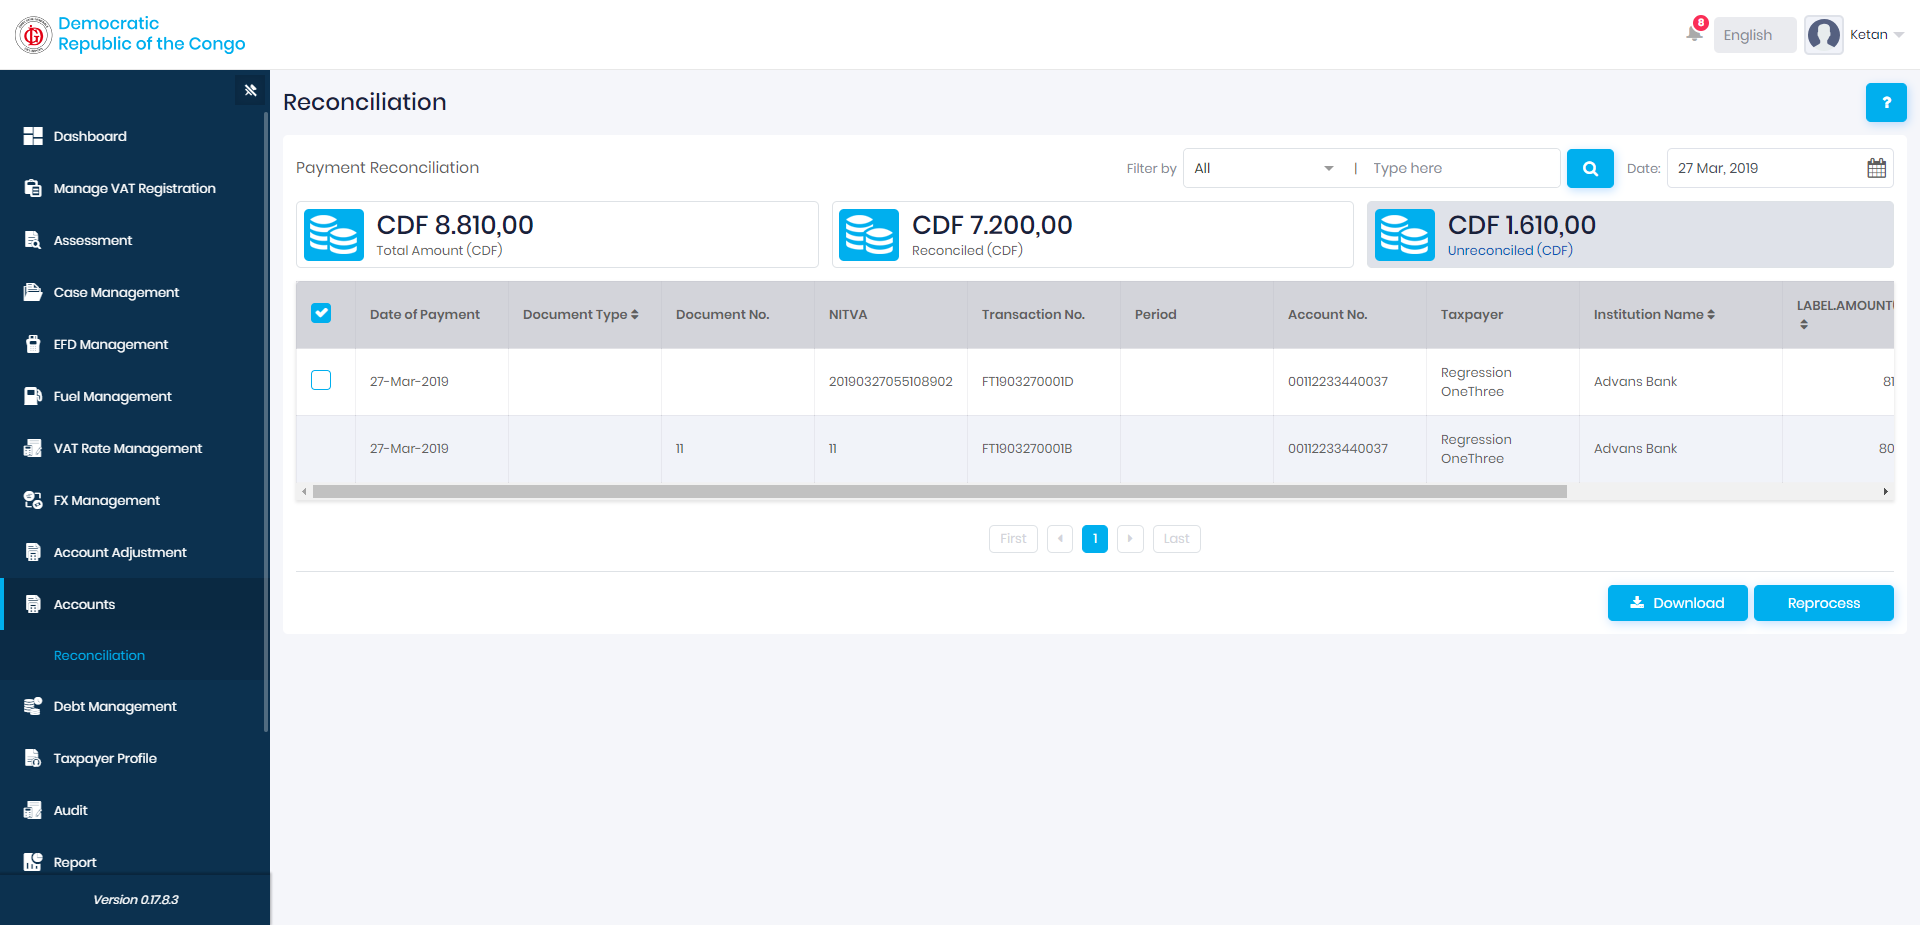 Democratic
Republic of the Congo
8
English
Ketan
Dashboard
Manage VAT Registration
Assessment
Case Management
EFD Management
Fuel Management
VAT Rate Management
FX Management
Account Adjustment
Accounts
Reconciliation
Debt Management
Taxpayer Profile
Audit
Report
Version 0.17.8.3
Reconciliation
?
Payment Reconciliation
Filter by
All
|
Type here
Date:
27 Mar, 2019
CDF 8.810,00
Total Amount (CDF)
CDF 7.200,00
Reconciled (CDF)
CDF 1.610,00
Unreconciled (CDF)
Date of Payment
Document Type
Document No.
NITVA
Transaction No.
Period
Account No.
Taxpayer
Institution Name
LABEL.AMOUNT
27-Mar-2019
20190327055108902
FT1903270001D
00112233440037
Regression
OneThree
Advans Bank
81
27-Mar-2019
11
11
FT1903270001B
00112233440037
Regression
OneThree
Advans Bank
80
First
1
Last
Download
Reprocess